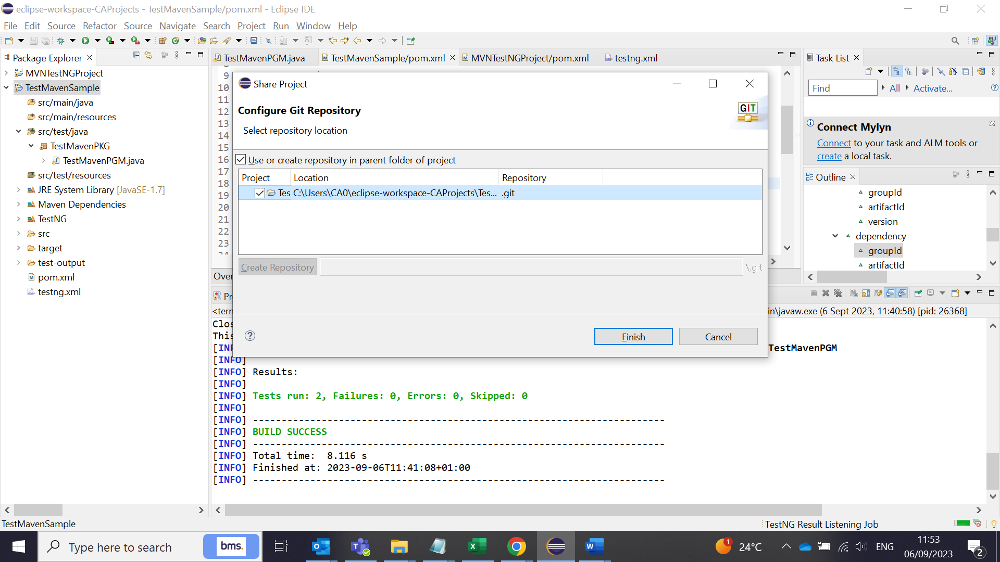 eclipse-workspace-CAProjects - TestMavenSample/pom.xml - Eclipse IDE
File Edit Source Refactor Source Navigate Search Project Run Window Help
Package Explorer
MVNTestNGProject
TestMavenSample
src/main/java
src/main/resources
src/test/java
TestMavenPKG
TestMavenPGM.java
src/test/resources
JRE System Library [JavaSE-1.7]
Maven Dependencies
TestNG
src
target
test-output
pom.xml
testng.xml
TestMavenPGM.java TestMavenSample/pom.xml MVNTestNGProject/pom.xml testng.xml
9
10
11
12
13
14
15
16
17
18
19
20
21
22
23
24
Over
Share Project
Configure Git Repository
GIT
Select repository location
Use or create repository in parent folder of project
Project Location Repository
Tes C:\Users\CA0\eclipse-workspace-CAProjects\Tes... .git
Create Repository \.git
Finish Cancel
Task List
Find All Activate...
Connect Mylyn
Connect to your task and ALM tools or
create a local task.
Outline
groupId
artifactId
version
dependency
groupId
artifactId
Pr
<tern in\javaw.exe (6 Sept 2023, 11:40:58) [pid: 26368]
Clos
This
[INF TestMavenPGM
[INFO]
[INFO] Results:
[INFO]
[INFO] Tests run: 2, Failures: 0, Errors: 0, Skipped: 0
[INFO]
[INFO] ------------------------------------------------------------------------
[INFO] BUILD SUCCESS
[INFO] ------------------------------------------------------------------------
[INFO] Total time:  8.116 s
[INFO] Finished at: 2023-09-06T11:41:08+01:00
[INFO] ------------------------------------------------------------------------
TestMavenSample
TestNG Result Listening Job
Type here to search
bms.
1
24°C
ENG
11:53
06/09/2023
2